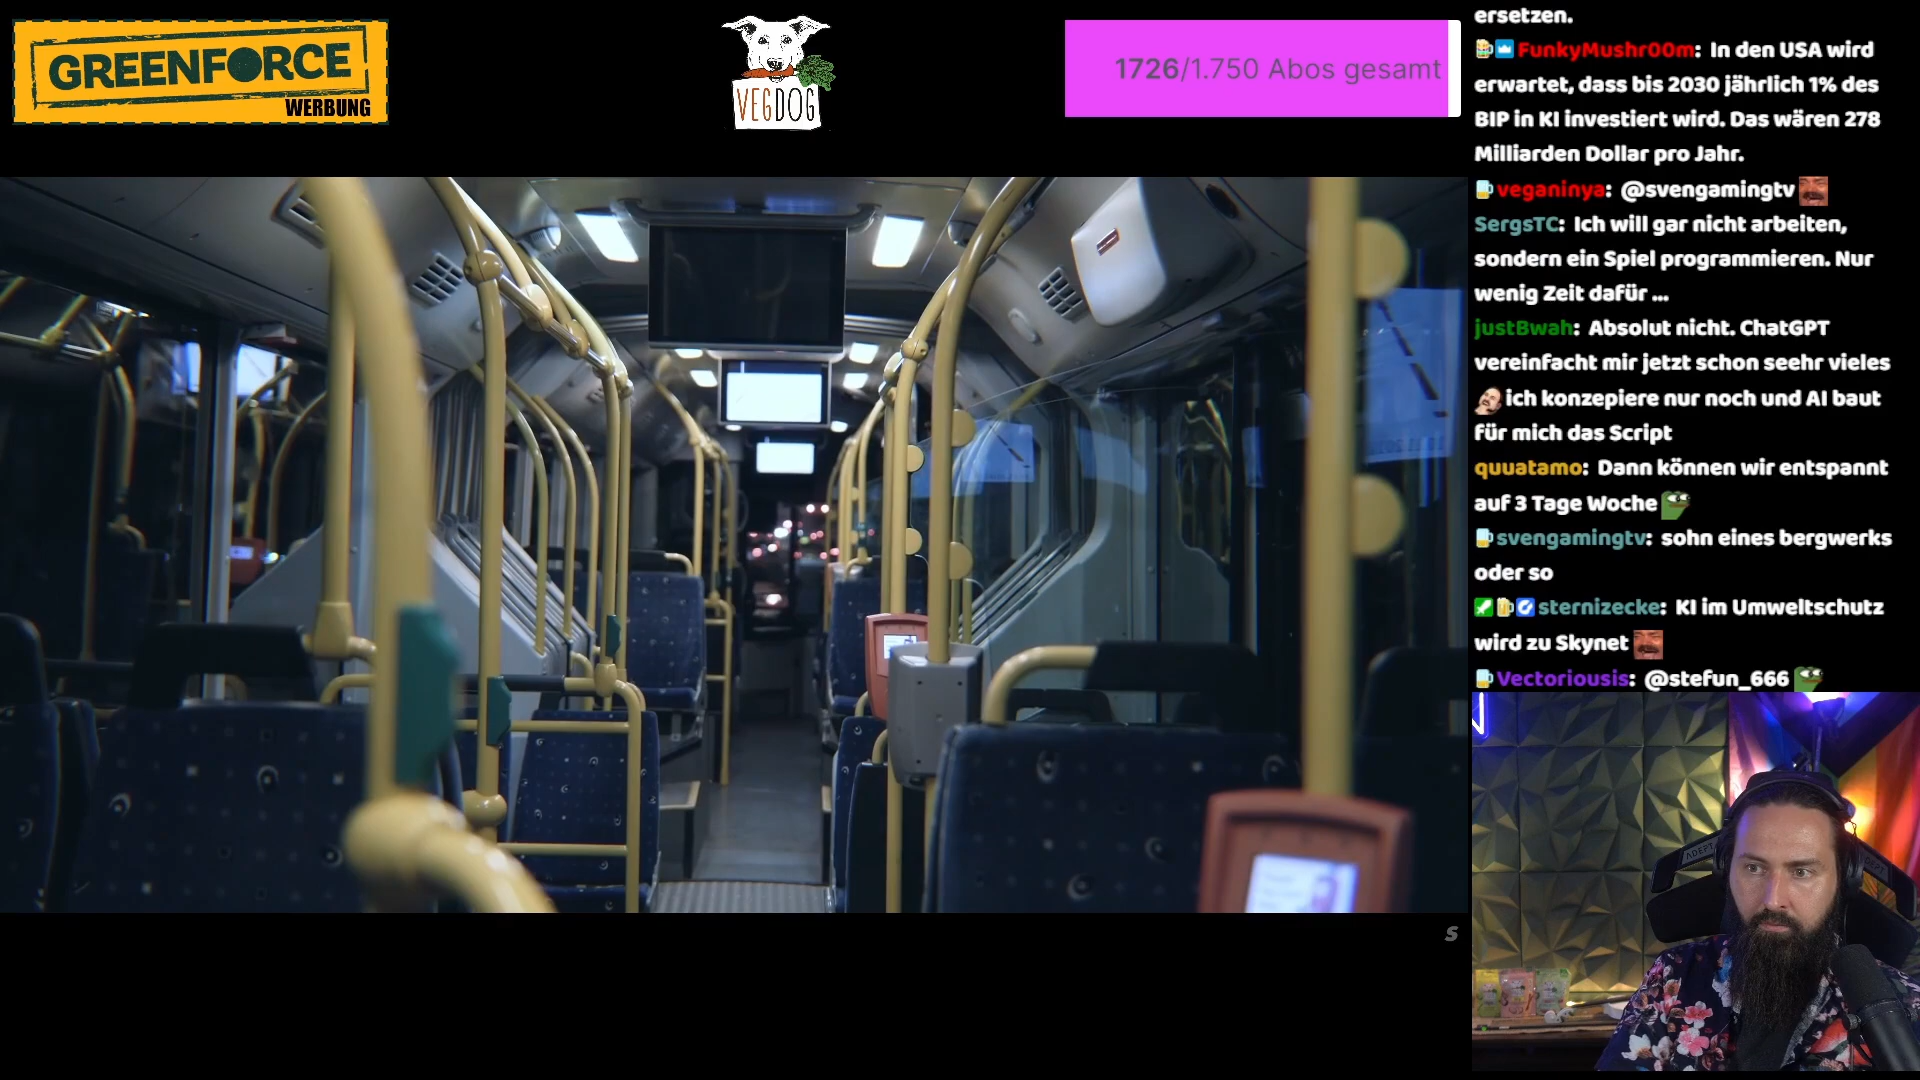 GREENFORCE
WERBUNG
VEGDOG
1726/1.750 Abos gesamt
ersetzen.
FunkyMushr00m: In den USA wird
erwartet, dass bis 2030 jährlich 1% des
BIP in KI investiert wird. Das wären 278
Milliarden Dollar pro Jahr.
veganinya: @svengamingtv
SergsTC: Ich will gar nicht arbeiten,
sondern ein Spiel programmieren. Nur
wenig Zeit dafür ...
justBwah: Absolut nicht. ChatGPT
vereinfacht mir jetzt schon seehr vieles
ich konzepiere nur noch und AI baut
für mich das Script
quuatamo: Dann können wir entspannt
auf 3 Tage Woche
svengamingtv: sohn eines bergwerks
oder so
sternizecke: KI im Umweltschutz
wird zu Skynet
Vectoriousis: @stefun_666
S
ADEPT